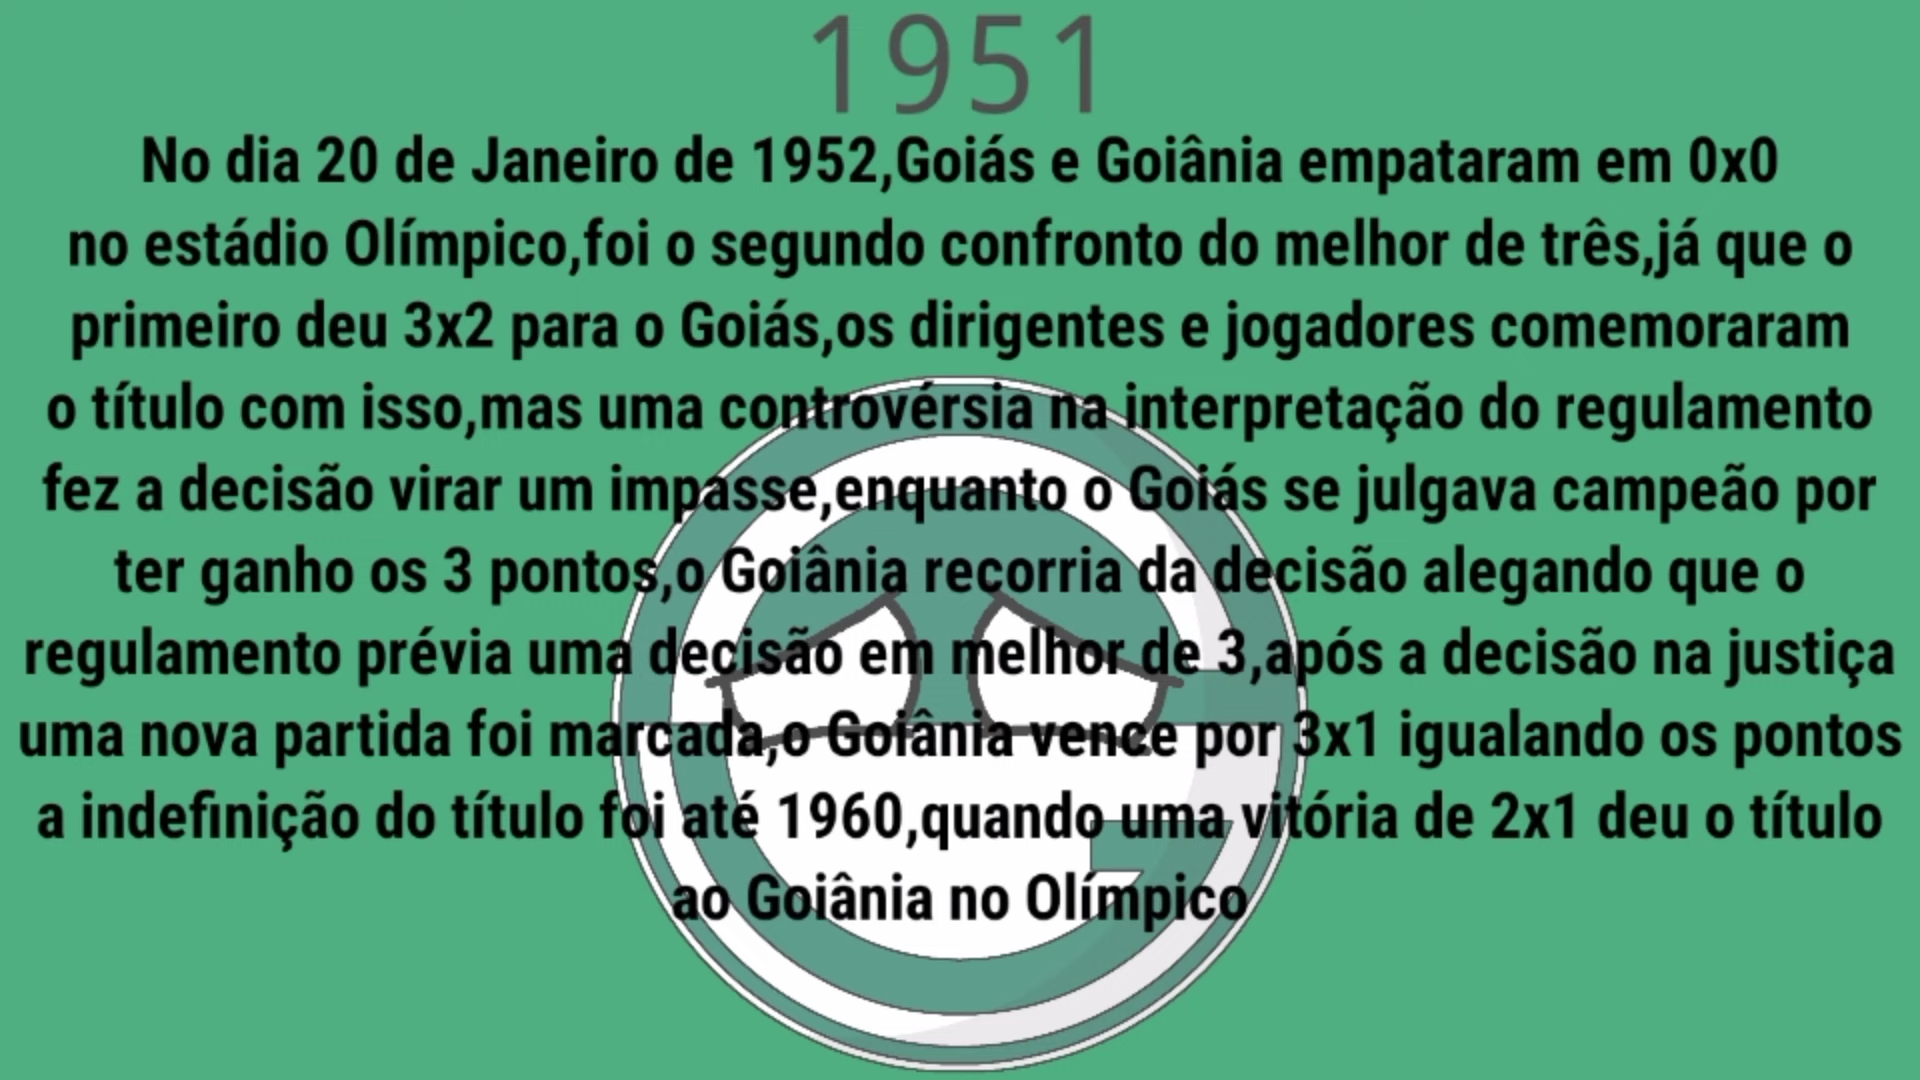 1951
No dia 20 de Janeiro de 1952,Goiás e Goiânia empataram em 0x0
no estádio Olímpico,foi o segundo confronto do melhor de três,já que o
primeiro deu 3x2 para o Goiás,os dirigentes e jogadores comemoraram
o título com isso,mas uma controvérsia na interpretação do regulamento
fez a decisão virar um impasse,enquanto o Goiás se julgava campeão por
ter ganho os 3 pontos,o Goiânia recorria da decisão alegando que o
regulamento prévia uma decisão em melhor de 3,após a decisão na justiça
uma nova partida foi marcada,o Goiânia vence por 3x1 igualando os pontos
a indefinição do título foi até 1960,quando uma vitória de 2x1 deu o título
ao Goiânia no Olímpico